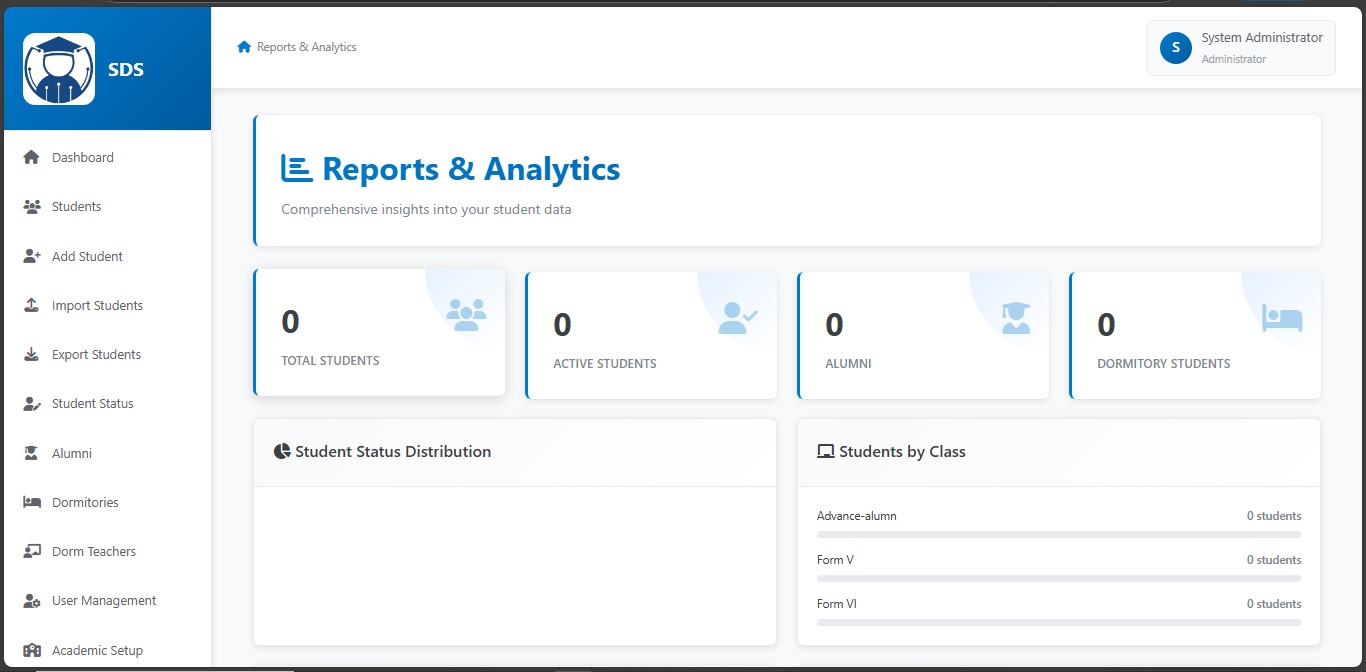 SDS
Reports & Analytics
S
System Administrator
Administrator
Dashboard
Students
Add Student
Import Students
Export Students
Student Status
Alumni
Dormitories
Dorm Teachers
User Management
Academic Setup
Reports & Analytics
Comprehensive insights into your student data
0
TOTAL STUDENTS
0
ACTIVE STUDENTS
0
ALUMNI
0
DORMITORY STUDENTS
Student Status Distribution
Students by Class
Advance-alumn 0 students
Form V 0 students
Form VI 0 students